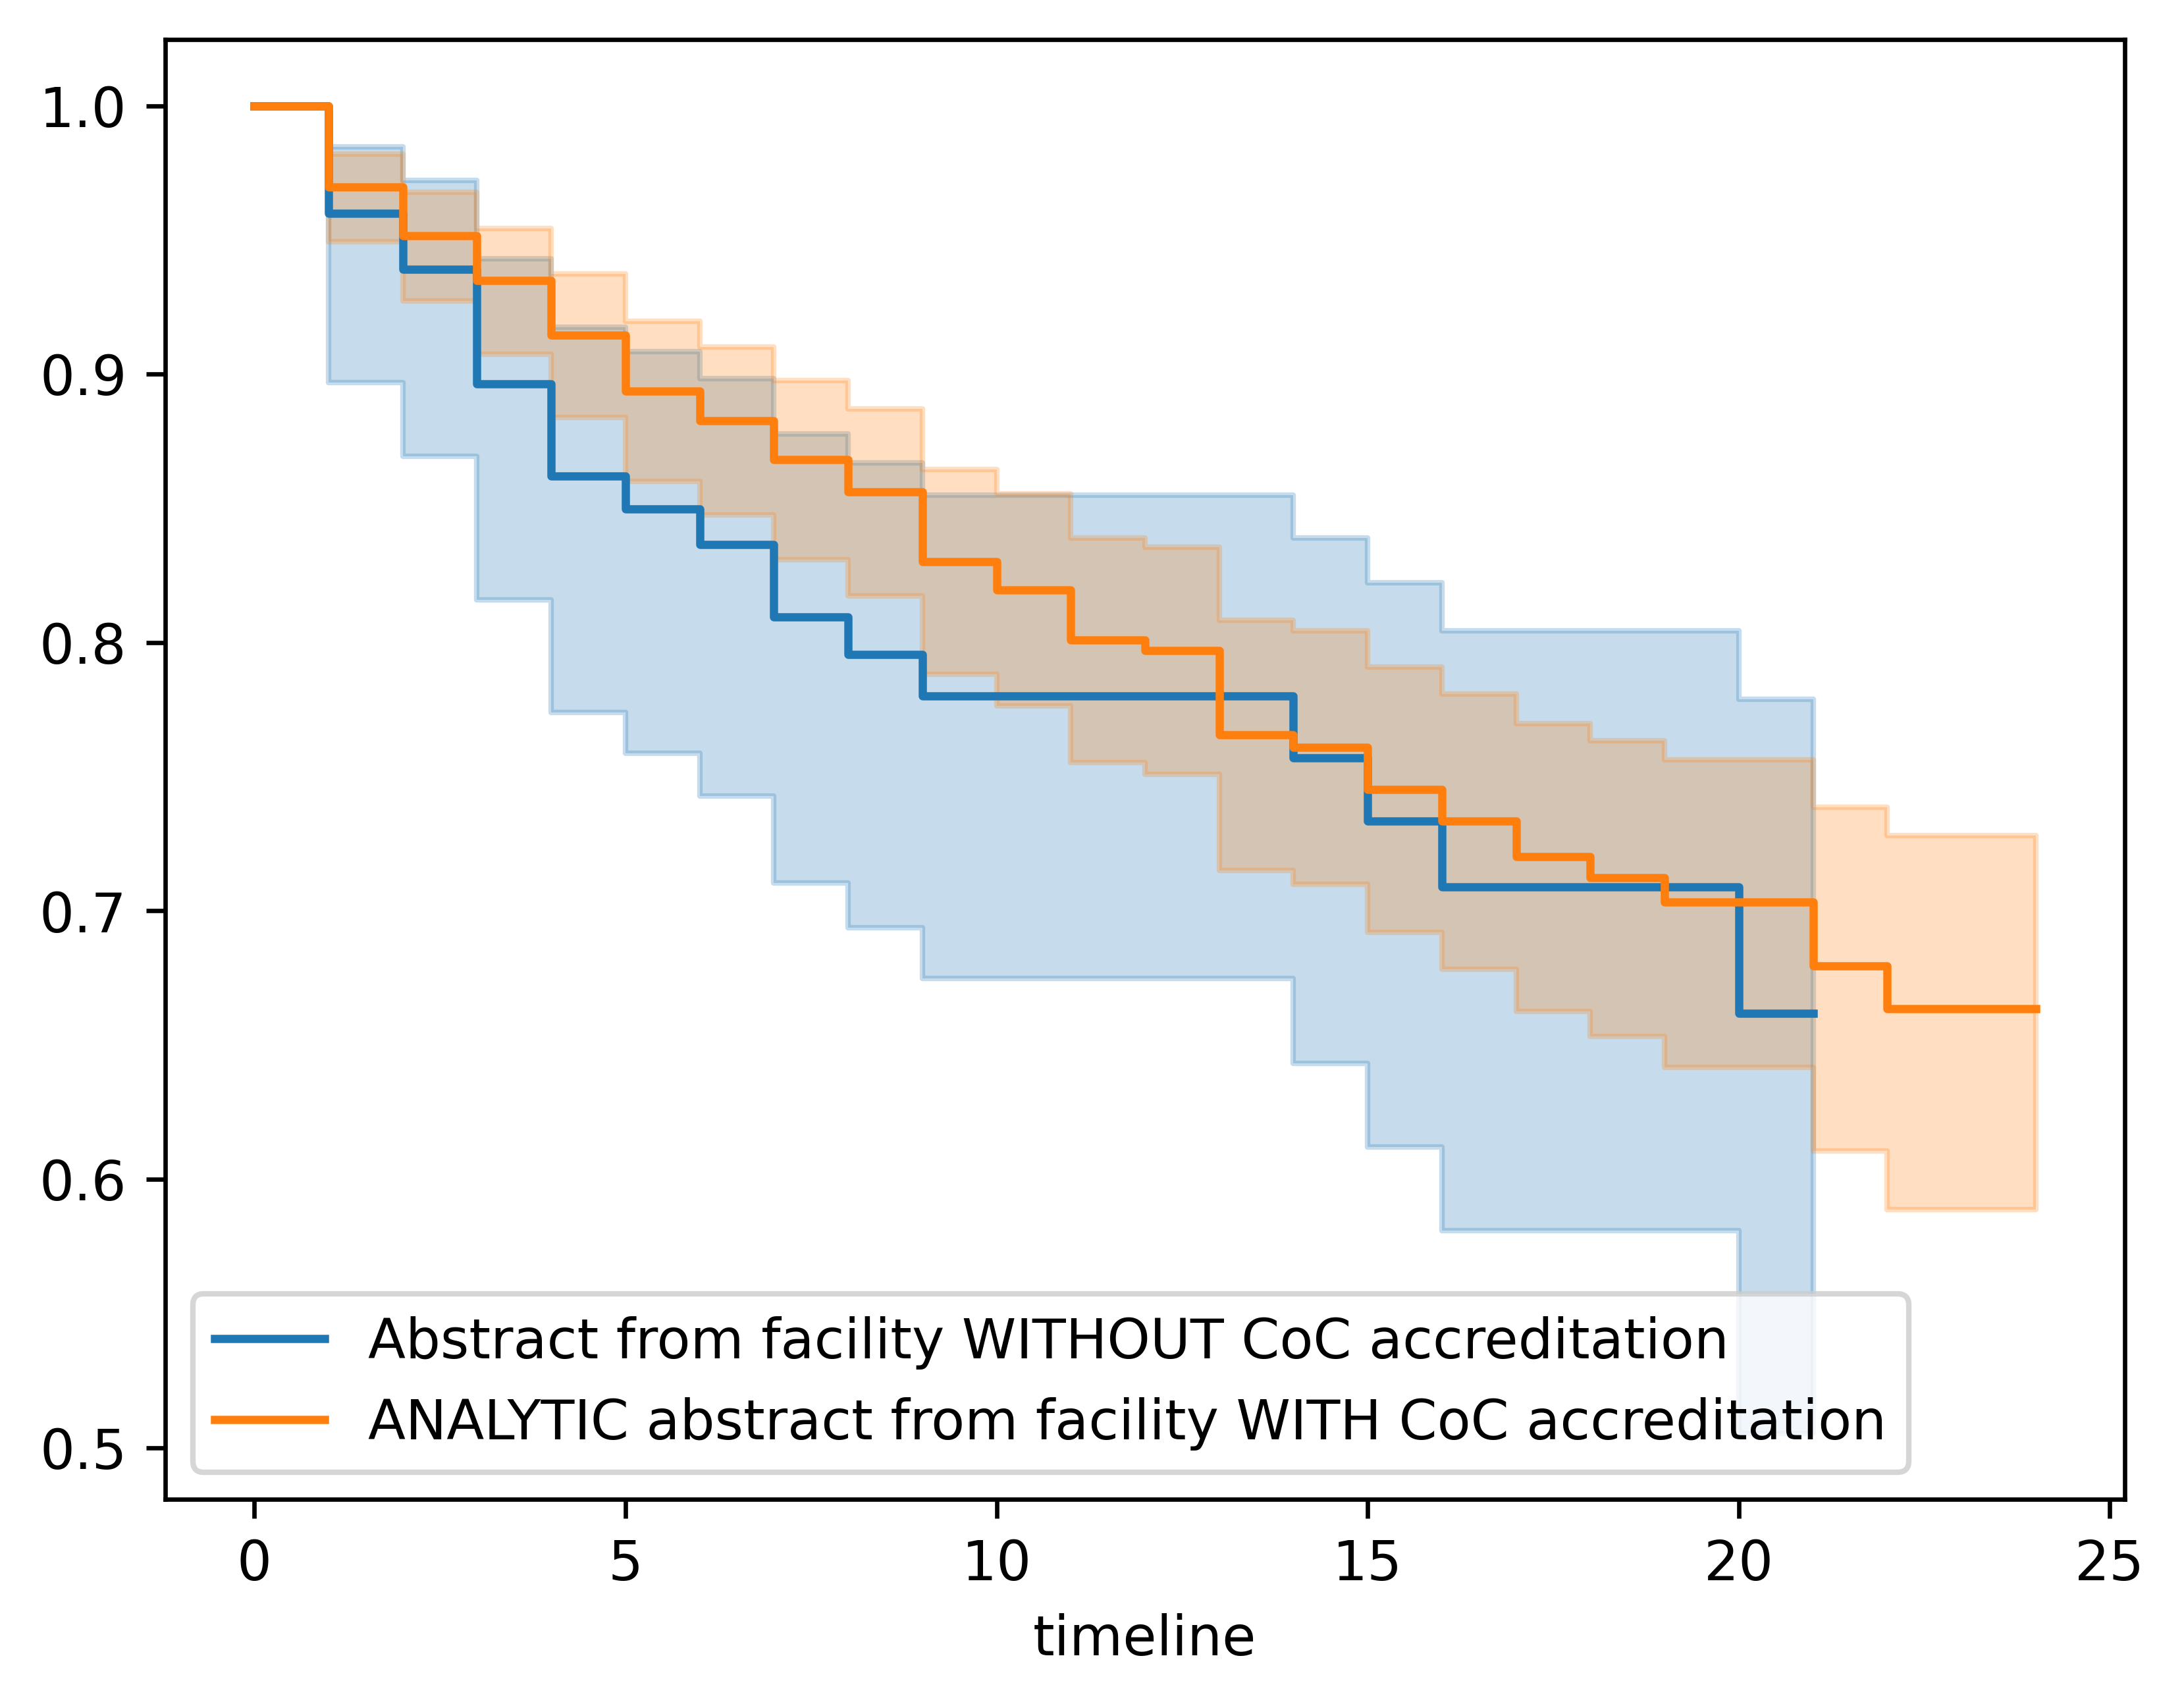 1.0
0.9
0.8
0.7
0.6
0.5
Abstract from facility WITHOUT CoC accreditation
ANALYTIC abstract from facility WITH CoC accreditation
0 5 10 15 20 25
timeline